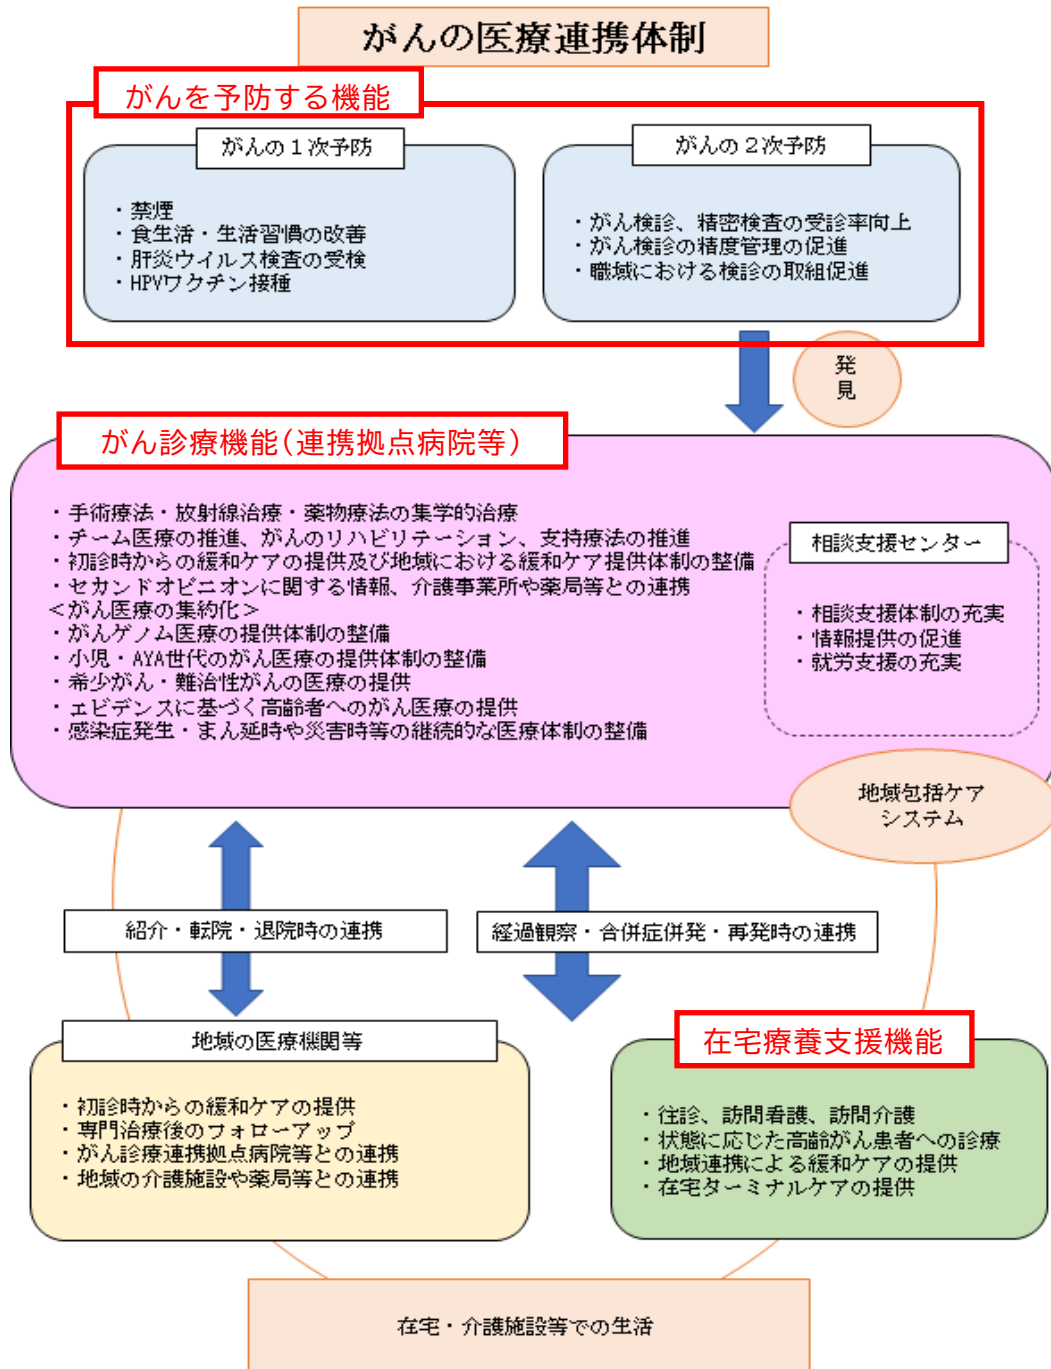 がんの医療連携体制
がんを予防する機能
がんの１次予防
・禁煙
・食生活・生活習慣の改善
・肝炎ウイルス検査の受検
・HPVワクチン接種
がんの２次予防
・がん検診、精密検査の受診率向上
・がん検診の精度管理の促進
・職域における検診の取組促進
発
見
がん診療機能（連携拠点病院等）
・手術療法・放射線治療・薬物療法の集学的治療
・チーム医療の推進、がんのリハビリテーション、支持療法の推進
・初診時からの緩和ケアの提供及び地域における緩和ケア提供体制の整備
・セカンドオピニオンに関する情報、介護事業所や薬局等との連携
＜がん医療の集約化＞
・がんゲノム医療の提供体制の整備
・小児・AYA世代のがん医療の提供体制の整備
・希少がん・難治性がんの医療の提供
・エビデンスに基づく高齢者へのがん医療の提供
・感染症発生・まん延時や災害時等の継続的な医療体制の整備
相談支援センター
・相談支援体制の充実
・情報提供の促進
・就労支援の充実
地域包括ケア
システム
紹介・転院・退院時の連携
経過観察・合併症併発・再発時の連携
地域の医療機関等
・初診時からの緩和ケアの提供
・専門治療後のフォローアップ
・がん診療連携拠点病院等との連携
・地域の介護施設や薬局等との連携
在宅療養支援機能
・往診、訪問看護、訪問介護
・状態に応じた高齢がん患者への診療
・地域連携による緩和ケアの提供
・在宅ターミナルケアの提供
在宅・介護施設等での生活